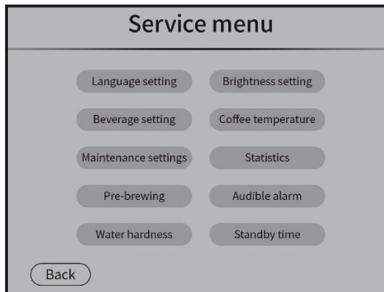 Service menu
Language setting
Brightness setting
Beverage setting
Coffee temperature
Maintenance settings
Statistics
Pre-brewing
Audible alarm
Water hardness
Standby time
Back